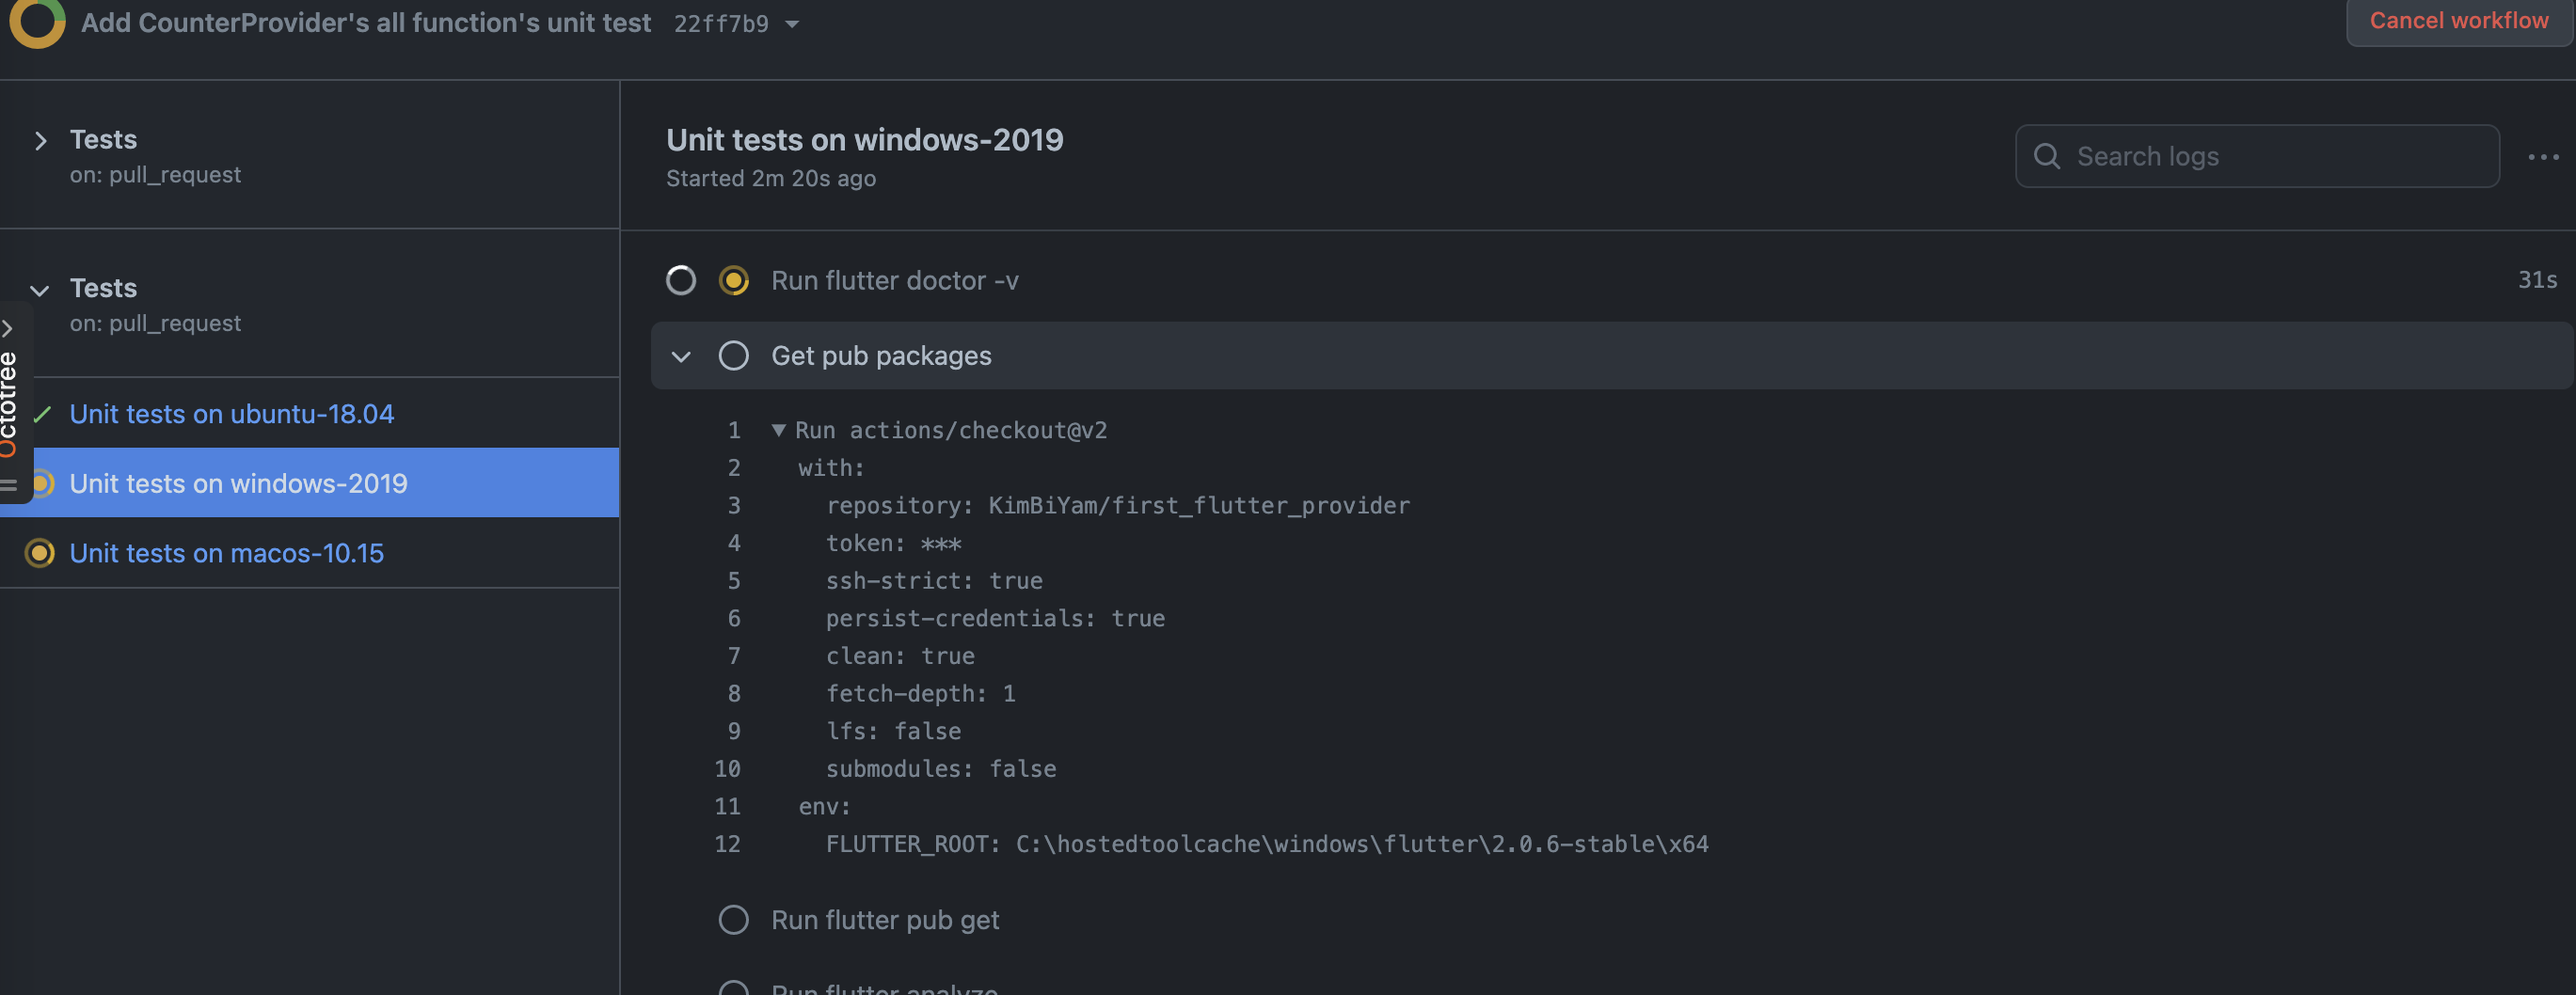 Add CounterProvider's all function's unit test 22ff7b9
Cancel workflow
Tests
on: pull_request
Tests
on: pull_request
Octotree
Unit tests on ubuntu-18.04
Unit tests on windows-2019
Unit tests on macos-10.15
Unit tests on windows-2019
Started 2m 20s ago
Search logs
Run flutter doctor -v
31s
Get pub packages
1 ▼ Run actions/checkout@v2
2 with:
3 repository: KimBiYam/first_flutter_provider
4 token: ***
5 ssh-strict: true
6 persist-credentials: true
7 clean: true
8 fetch-depth: 1
9 lfs: false
10 submodules: false
11 env:
12 FLUTTER_ROOT: C:\hostedtoolcache\windows\flutter\2.0.6-stable\x64
Run flutter pub get
Run flutter analyze